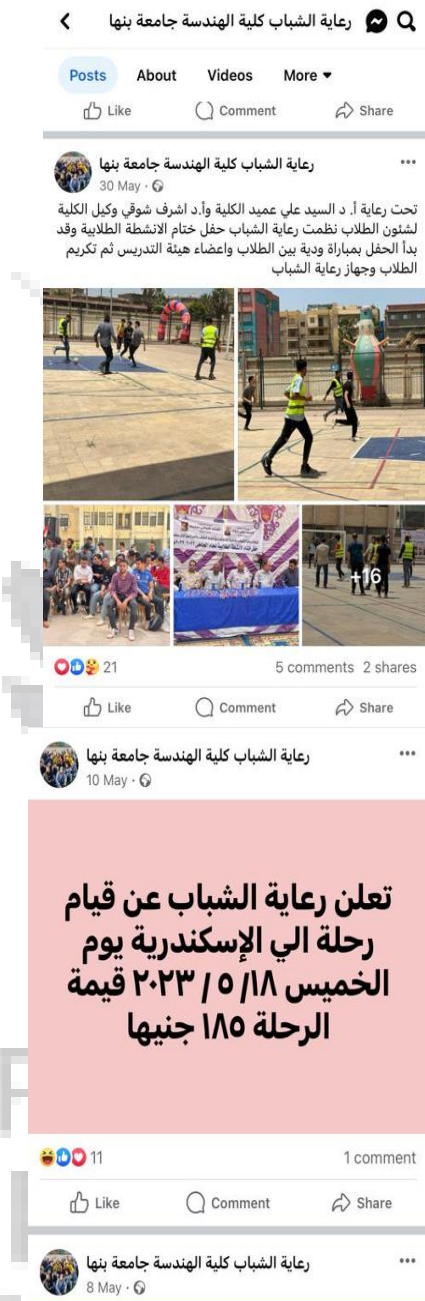 رعاية الشباب كلية الهندسة جامعة بنها
Posts About Videos More
Like Comment Share
رعاية الشباب كلية الهندسة جامعة بنها
30 May
تحت رعاية أ. د السيد علي عميد الكلية وأ.د اشرف شوقي وكيل الكلية
لشئون الطلاب نظمت رعاية الشباب حفل ختام الانشطة الطلابية وقد
بدأ الحفل بمباراة ودية بين الطلاب واعضاء هيئة التدريس ثم تكريم
الطلاب وجهاز رعاية الشباب
+16
21 5 comments 2 shares
Like Comment Share
رعاية الشباب كلية الهندسة جامعة بنها
10 May
تعلن رعاية الشباب عن قيام
رحلة الي الإسكندرية يوم
الخميس ١٨/ ٥ / ٢٠٢٣ قيمة
الرحلة ١٨٥ جنيها
11 1 comment
Like Comment Share
رعاية الشباب كلية الهندسة جامعة بنها
8 May